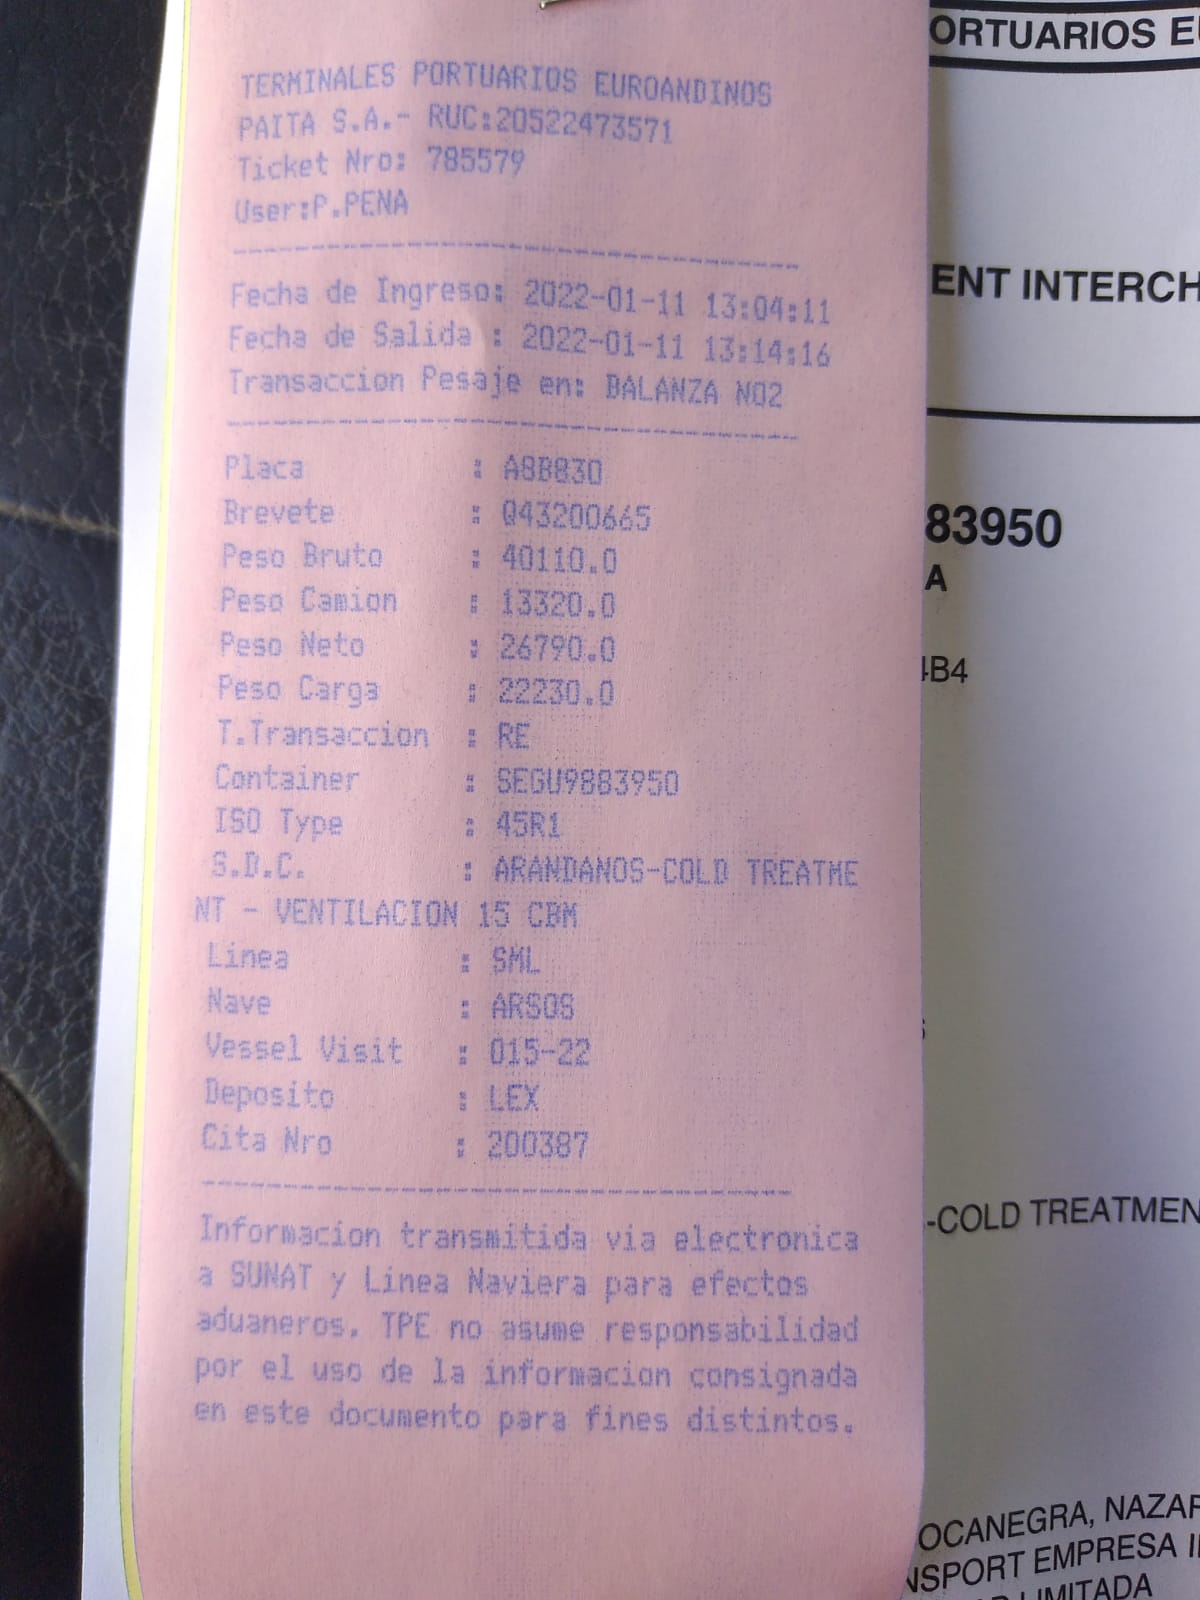 TERMINALES PORTUARIOS EUROANDINOS
PAITA S.A.- RUC:20522473571
Ticket Nro: 785579
User:P.PENA
Fecha de Ingreso: 2022-01-11 13:04:11
Fecha de Salida : 2022-01-11 13:14:16
Transaccion Pesaje en: BALANZA N02
Placa : A8B830
Brevete : Q43200665
Peso Bruto : 40110.0
Peso Camion : 13320.0
Peso Neto : 26790.0
Peso Carga : 22230.0
T.Transaccion : RE
Container : SEGU9883950
ISO Type : 45R1
S.D.C. : ARANDANOS-COLD TREATME
NT - VENTILACION 15 CBM
Linea : SML
Nave : ARSOS
Vessel Visit : 015-22
Deposito : LEX
Cita Nro : 200387
Informacion transmitida via electronica
a SUNAT y Linea Naviera para efectos
aduaneros. TPE no asume responsabilidad
por el uso de la informacion consignada
en este documento para fines distintos.
ORTUARIOS EU
ENT INTERCH
83950
A
4B4
-COLD TREATMEN
OCANEGRA, NAZAR
NSPORT EMPRESA I
LIMITADA